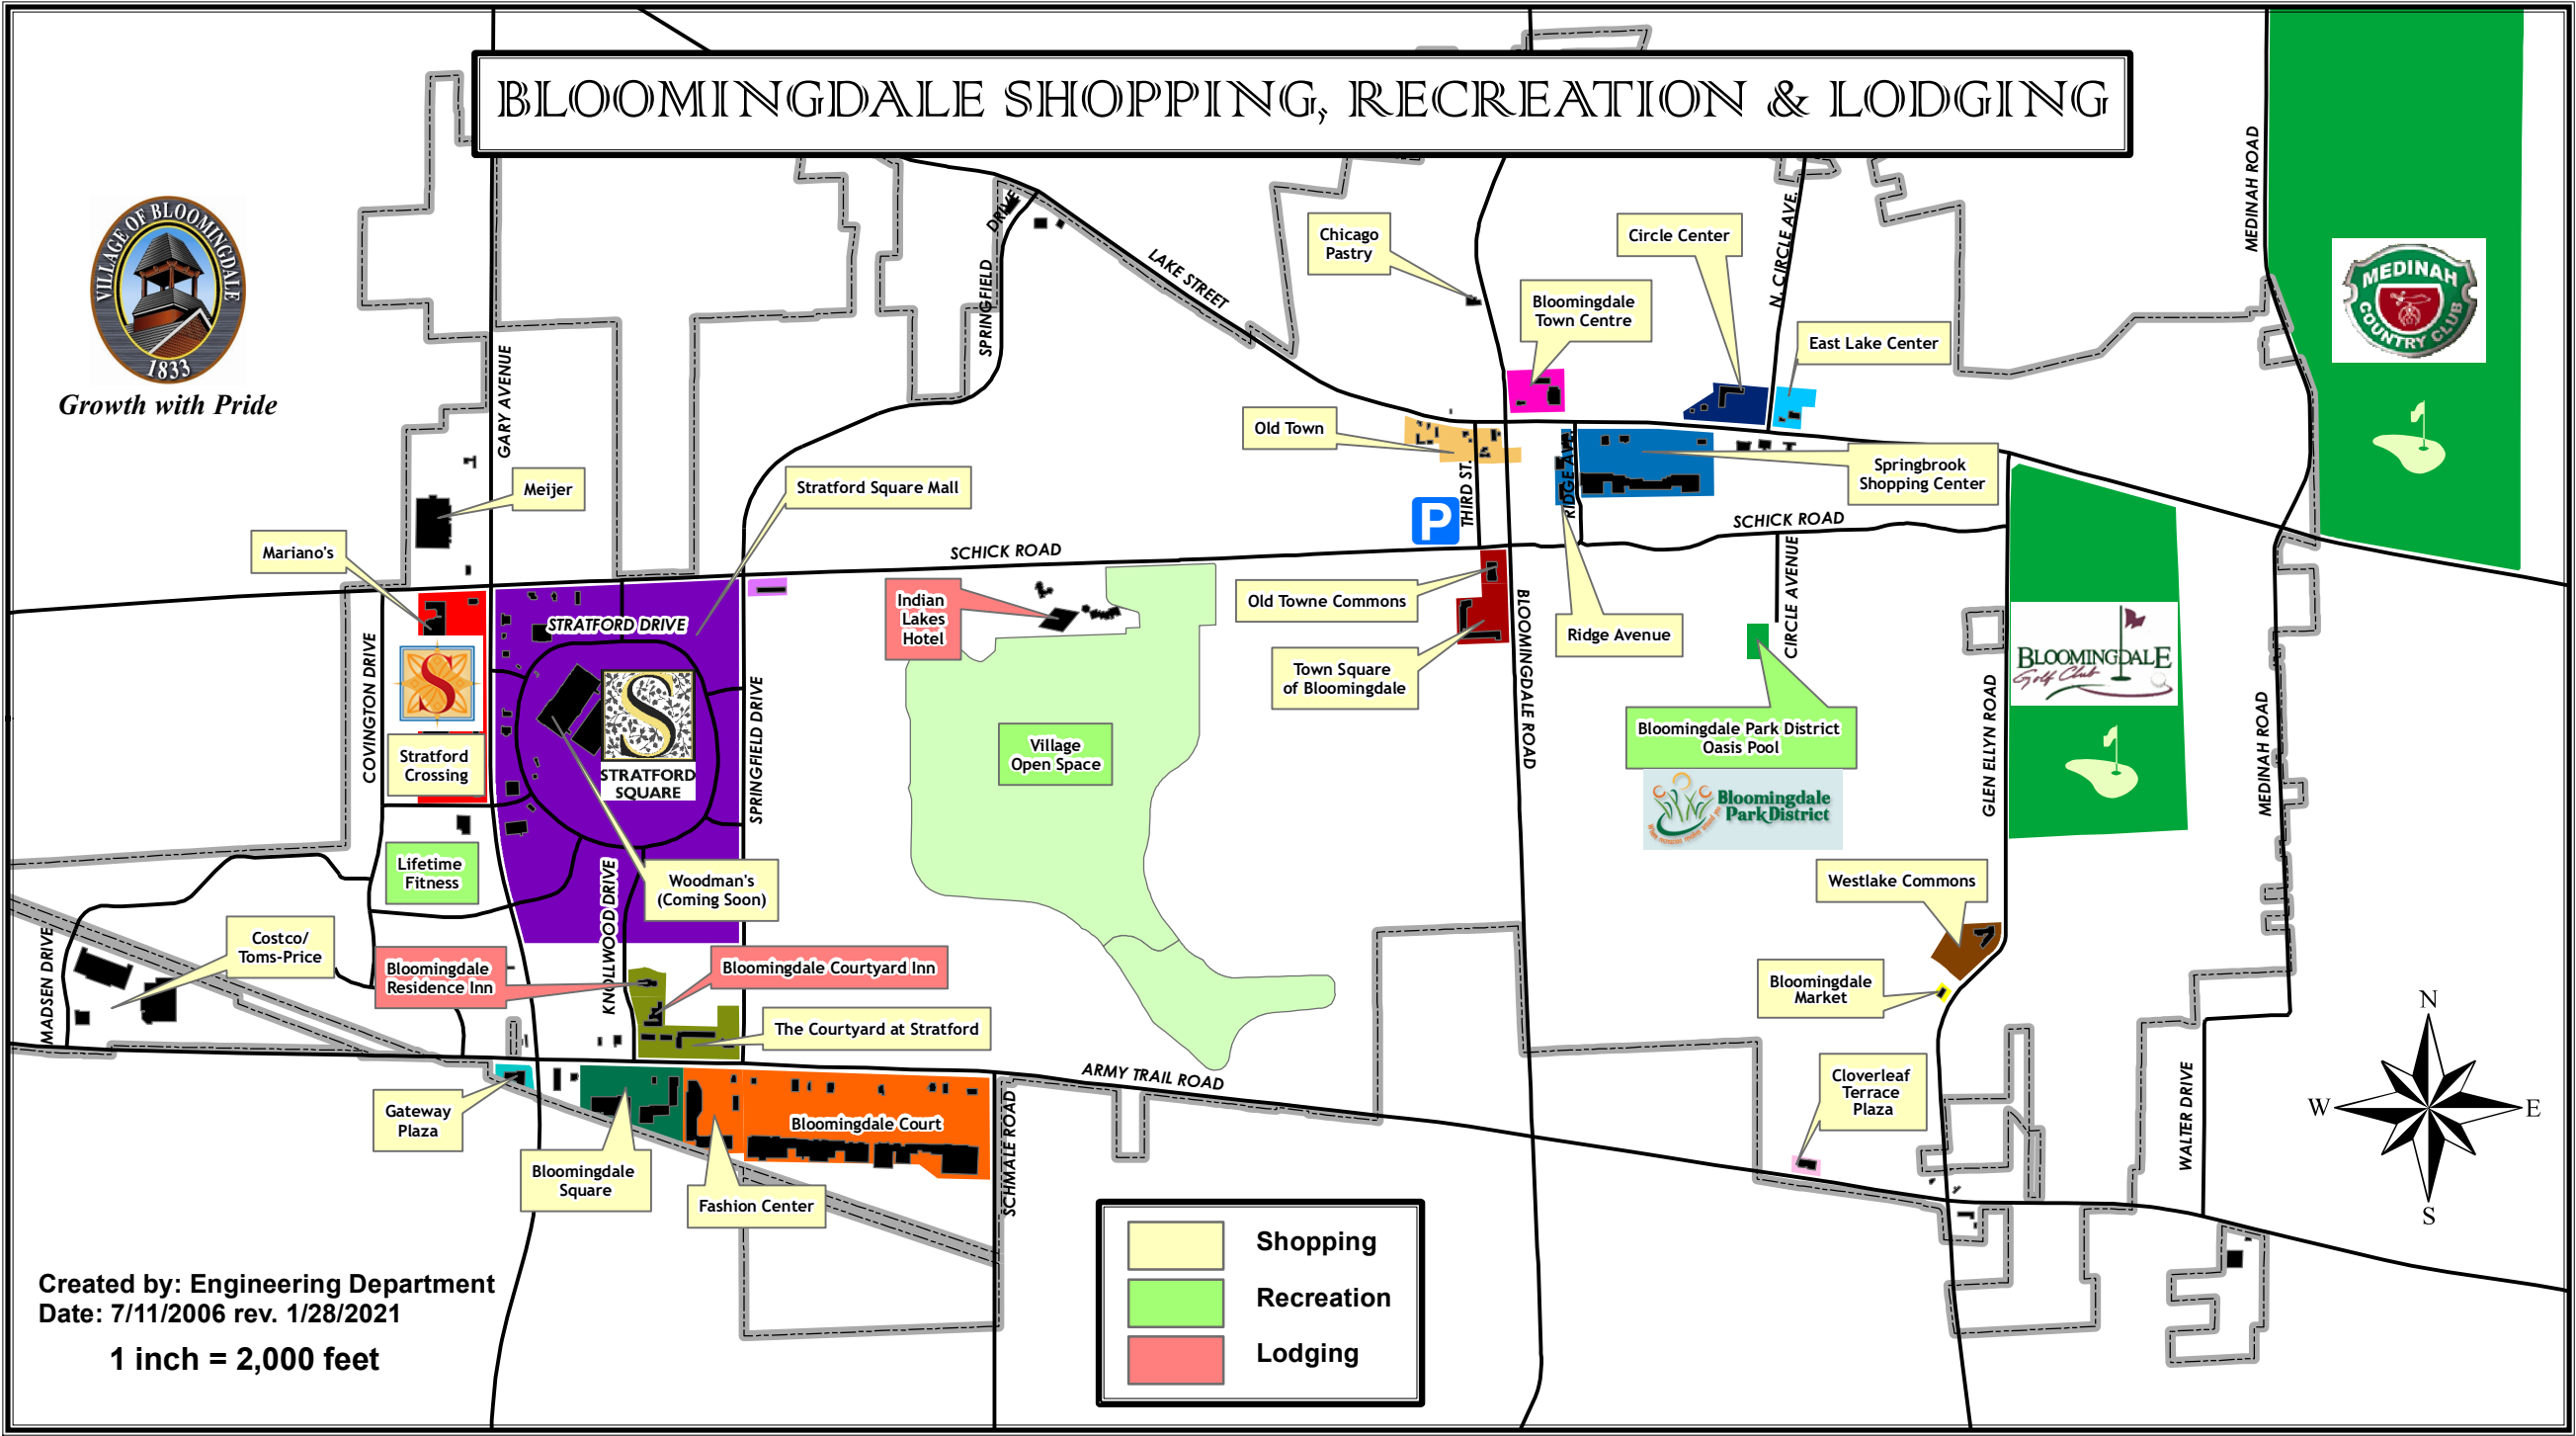 BLOOMINGDALE SHOPPING, RECREATION & LODGING
VILLAGE OF BLOOMINGDALE
1833
Growth with Pride
MEDINAH ROAD
MEDINAH
COUNTRY CLUB
SPRINGFIELD
DRIVE
LAKE STREET
Chicago
Pastry
Circle Center
N. CIRCLE AVE.
Bloomingdale
Town Centre
East Lake Center
GARY AVENUE
Old Town
Springbrook
Shopping Center
Meijer
Stratford Square Mall
P
THIRD ST.
RIDGE AVE.
SCHICK ROAD
Mariano's
SCHICK ROAD
CIRCLE AVENUE
Indian
Lakes
Hotel
Old Towne Commons
Ridge Avenue
STRATFORD DRIVE
COVINGTON DRIVE
S
Stratford
Crossing
S
STRATFORD
SQUARE
SPRINGFIELD DRIVE
Town Square
of Bloomingdale
BLOOMINGDALE ROAD
Bloomingdale Park District
Oasis Pool
Bloomingdale
Park District
BLOOMINGDALE
Golf Club
GLEN ELLYN ROAD
MEDINAH ROAD
Village
Open Space
Lifetime
Fitness
Woodman's
(Coming Soon)
KNOLLWOOD DRIVE
Westlake Commons
Costco/
Toms-Price
MADSEN DRIVE
Bloomingdale
Residence Inn
Bloomingdale Courtyard Inn
The Courtyard at Stratford
Bloomingdale
Market
ARMY TRAIL ROAD
Cloverleaf
Terrace
Plaza
WALTER DRIVE
N
W
E
S
Gateway
Plaza
Bloomingdale Court
SCHMALE ROAD
Bloomingdale
Square
Fashion Center
Shopping
Recreation
Lodging
Created by: Engineering Department
Date: 7/11/2006 rev. 1/28/2021
1 inch = 2,000 feet